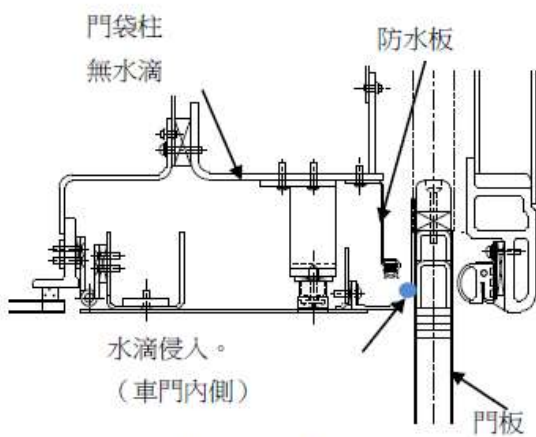 門袋柱
無水滴
防水板
水滴侵入。
（車門內側）
門板